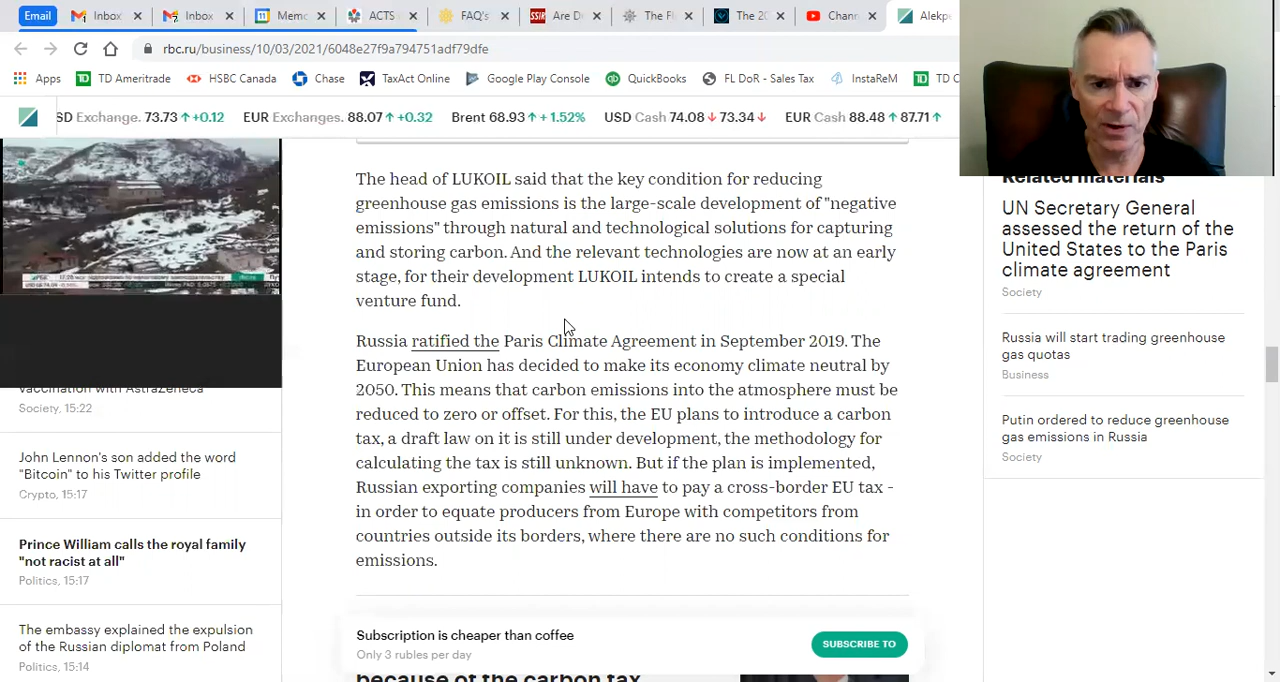 Email
Inbox
Inbox
Memo
ACTS
FAQ's
SSIR
Are D
The Fl
The 20
Chann
Alekpe
rbc.ru/business/10/03/2021/6048e27f9a794751adf79dfe
Apps
TD Ameritrade
HSBC Canada
Chase
TaxAct Online
Google Play Console
QuickBooks
FL DoR - Sales Tax
InstaReM
TD C
SD Exchange. 73.73 ↑ +0.12
EUR Exchanges. 88.07 ↑ +0.32
Brent 68.93 ↑ + 1.52%
USD Cash 74.08 ↓ 73.34 ↓
EUR Cash 88.48 ↑ 87.71 ↑
The head of LUKOIL said that the key condition for reducing
greenhouse gas emissions is the large-scale development of "negative
emissions" through natural and technological solutions for capturing
and storing carbon. And the relevant technologies are now at an early
stage, for their development LUKOIL intends to create a special
venture fund.
Russia ratified the Paris Climate Agreement in September 2019. The
European Union has decided to make its economy climate neutral by
2050. This means that carbon emissions into the atmosphere must be
reduced to zero or offset. For this, the EU plans to introduce a carbon
tax, a draft law on it is still under development, the methodology for
calculating the tax is still unknown. But if the plan is implemented,
Russian exporting companies will have to pay a cross-border EU tax -
in order to equate producers from Europe with competitors from
countries outside its borders, where there are no such conditions for
emissions.
Subscription is cheaper than coffee
Only 3 rubles per day
SUBSCRIBE TO
because of the carbon tax
vaccination with AstraZeneca
Society, 15:22
John Lennon's son added the word
"Bitcoin" to his Twitter profile
Crypto, 15:17
Prince William calls the royal family
"not racist at all"
Politics, 15:17
The embassy explained the expulsion
of the Russian diplomat from Poland
Politics, 15:14
Related materials
UN Secretary General
assessed the return of the
United States to the Paris
climate agreement
Society
Russia will start trading greenhouse
gas quotas
Business
Putin ordered to reduce greenhouse
gas emissions in Russia
Society